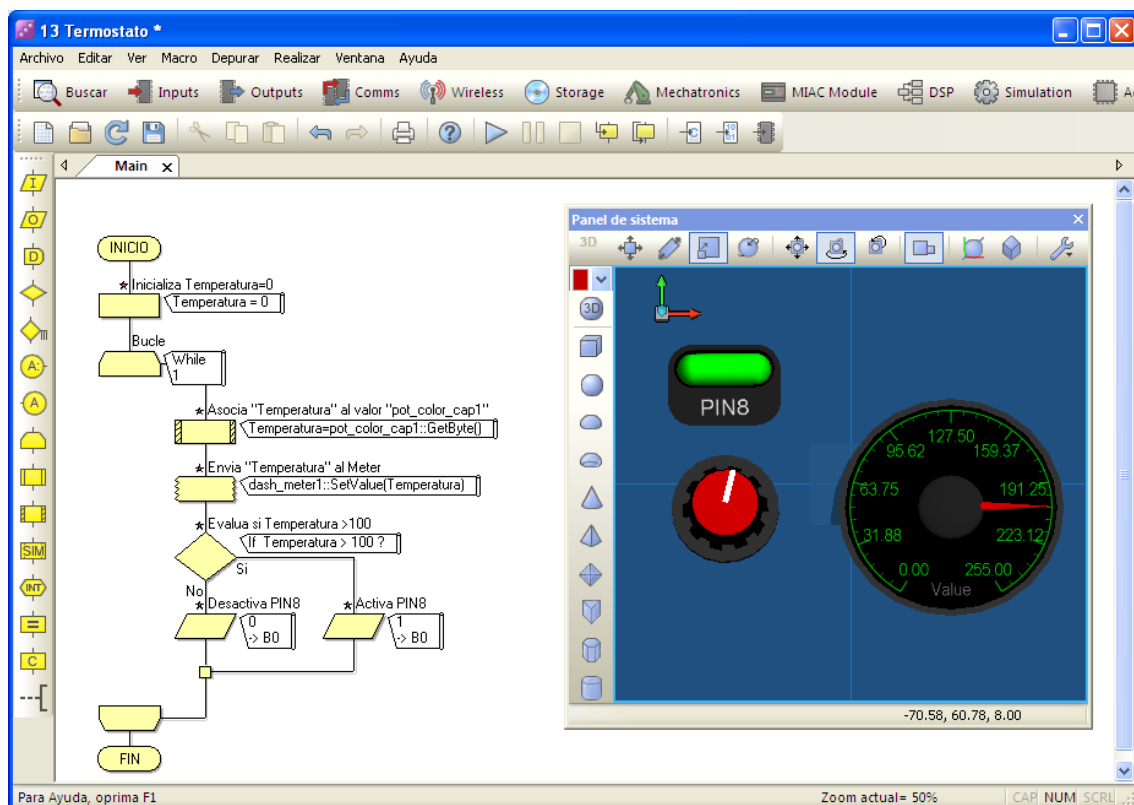 13 Termostato *
Archivo Editar Ver Macro Depurar Realizar Ventana Ayuda
Buscar Inputs Outputs Comms Wireless Storage Mechatronics MIAC Module DSP Simulation
Main x
INICIO
Inicializa Temperatura=0
Temperatura = 0
Bucle
While
1
Asocia "Temperatura" al valor "pot_color_cap1"
Temperatura=pot_color_cap1::GetByte()
Envia "Temperatura" al Meter
dash_meter1::SetValue(Temperatura)
Evalua si Temperatura >100
If Temperatura > 100 ?
Si
No
Desactiva PIN8
0
-> B0
Activa PIN8
1
-> B0
FIN
I
O
D
A:
A
SIM
INT
=
C
Panel de sistema
3D
3D
PIN8
127.50
95.62 159.37
63.75 191.25
31.88 223.12
0.00 255.00
Value
-70.58, 60.78, 8.00
Para Ayuda, oprima F1 Zoom actual= 50% CAP NUM SCRL